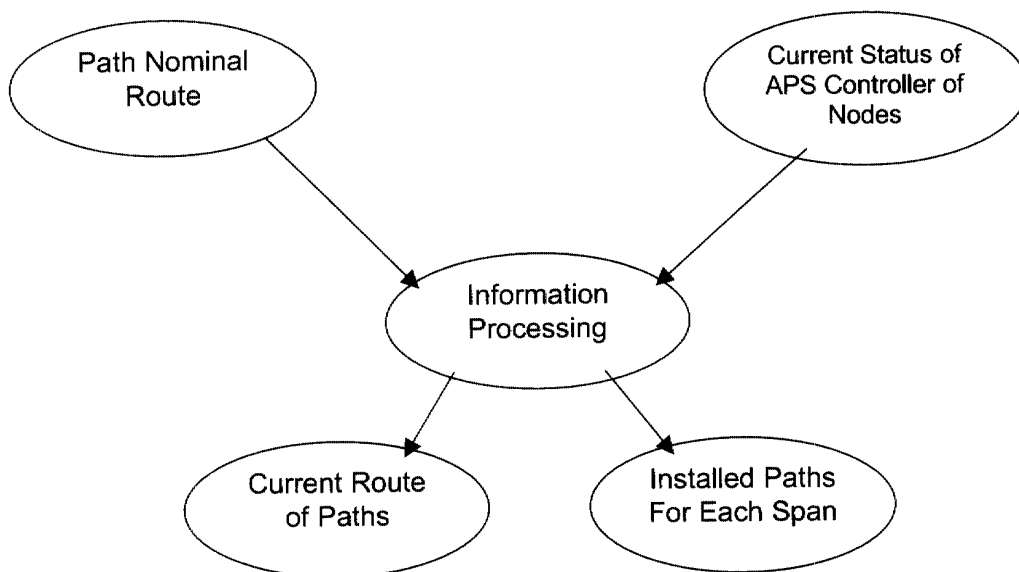 Path Nominal
Route
Current Status of
APS Controller of
Nodes
Information
Processing
Current Route
of Paths
Installed Paths
For Each Span